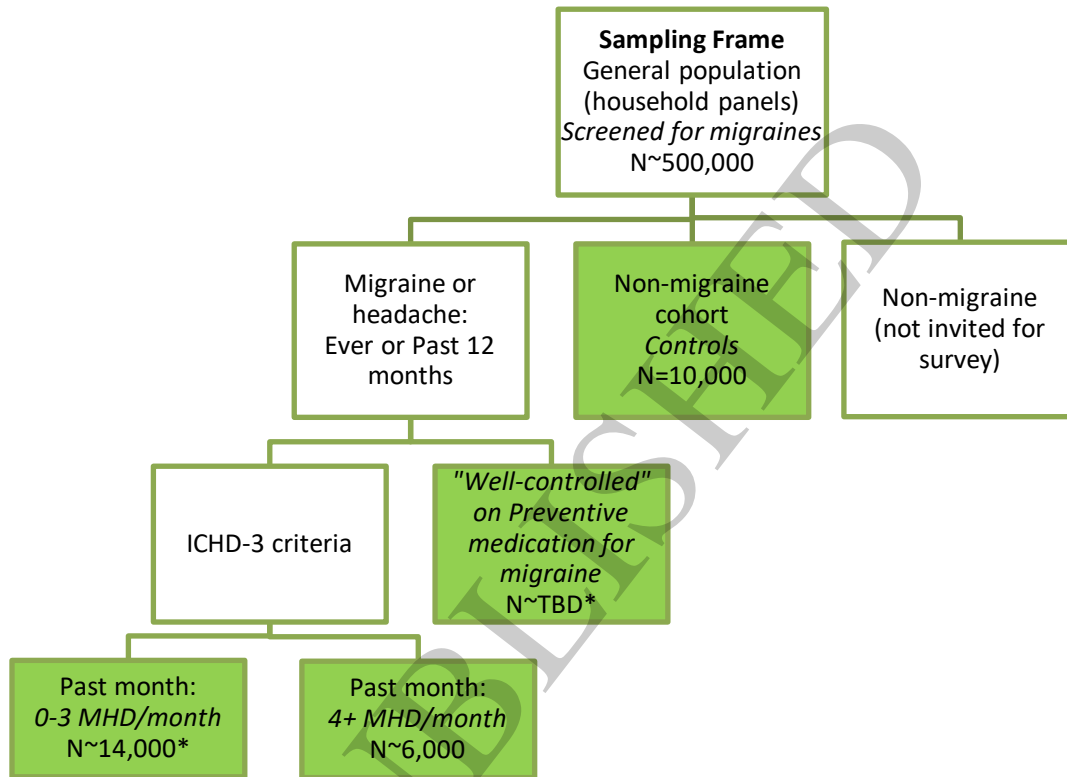 Sampling Frame
General population
(household panels)
Screened for migraines
N~500,000
Migraine or
headache:
Ever or Past 12
months
Non-migraine
cohort
Controls
N=10,000
Non-migraine
(not invited for
survey)
ICHD-3 criteria
"Well-controlled"
on Preventive
medication for
migraine
N~TBD*
Past month:
0-3 MHD/month
N~14,000*
Past month:
4+ MHD/month
N~6,000
BLISHED